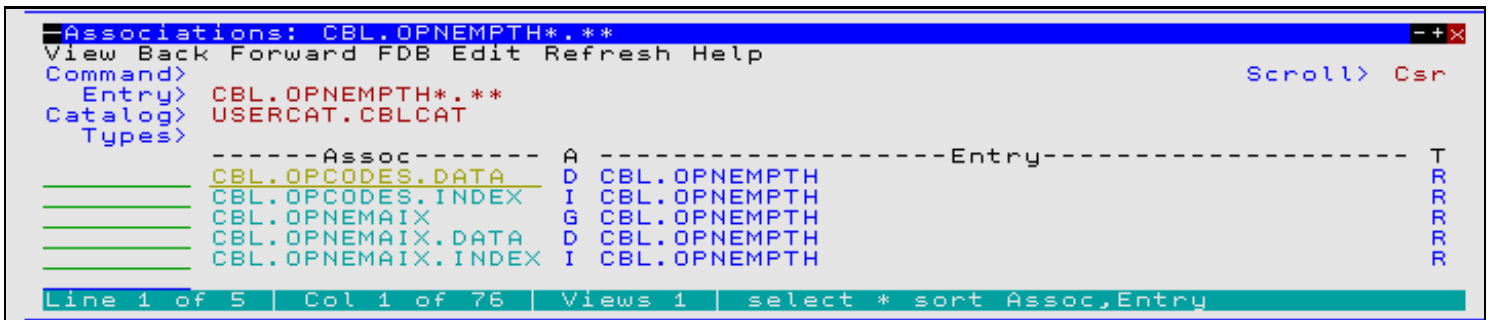 -Associations: CBL.OPNEMPTH*.** -+×
View Back Forward FDB Edit Refresh Help
Command> Scroll> Csr
Entry> CBL.OPNEMPTH*.**
Catalog> USERCAT.CBLCAT
Types>
------Assoc------- A -------------------Entry-------------------- T
CBL.OPCODES.DATA D CBL.OPNEMPTH R
CBL.OPCODES.INDEX I CBL.OPNEMPTH R
CBL.OPNEMAIX G CBL.OPNEMPTH R
CBL.OPNEMAIX.DATA D CBL.OPNEMPTH R
CBL.OPNEMAIX.INDEX I CBL.OPNEMPTH R
Line 1 of 5 | Col 1 of 76 | Views 1 | select * sort Assoc,Entry